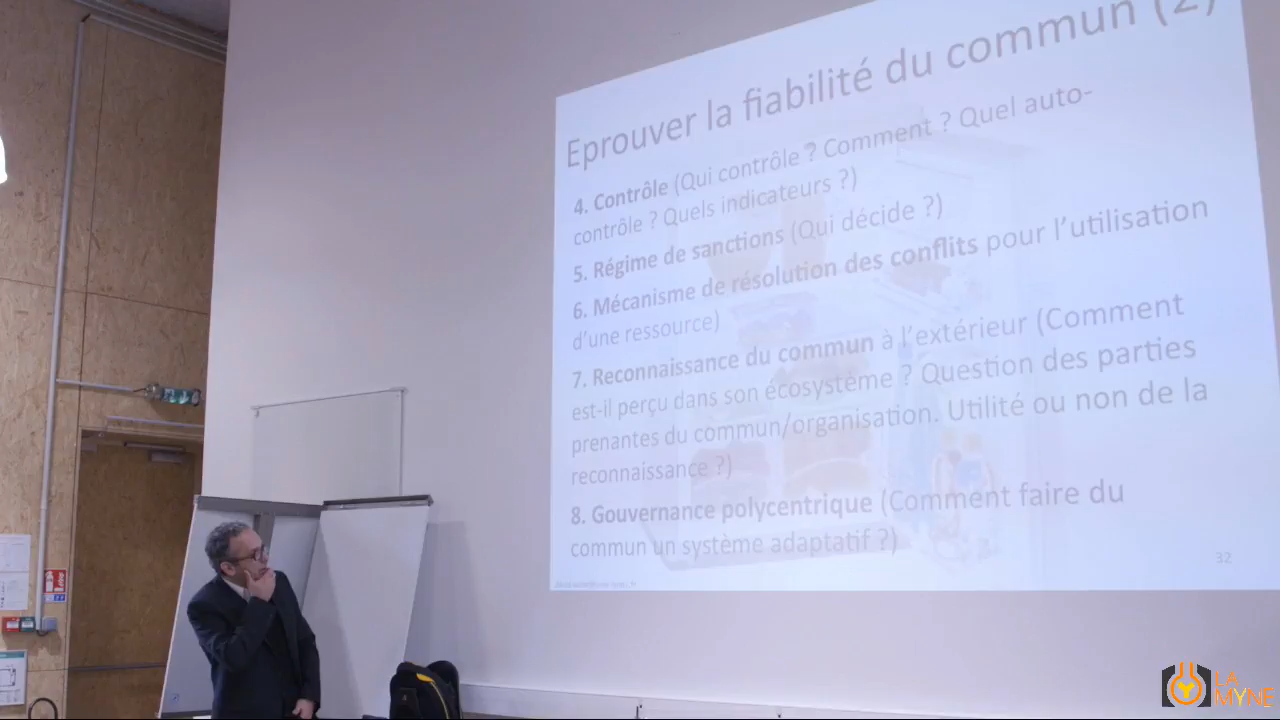 Eprouver la fiabilité du commun (2)
4. Contrôle (Qui contrôle ? Comment ? Quel auto-
contrôle ? Quels indicateurs ?)
5. Régime de sanctions (Qui décide ?)
6. Mécanisme de résolution des conflits pour l’utilisation
d’une ressource)
7. Reconnaissance du commun à l’extérieur (Comment
est-il perçu dans son écosystème ? Question des parties
prenantes du commun/organisation. Utilité ou non de la
reconnaissance ?)
8. Gouvernance polycentrique (Comment faire du
commun un système adaptatif ?)
32
LA
MYNE